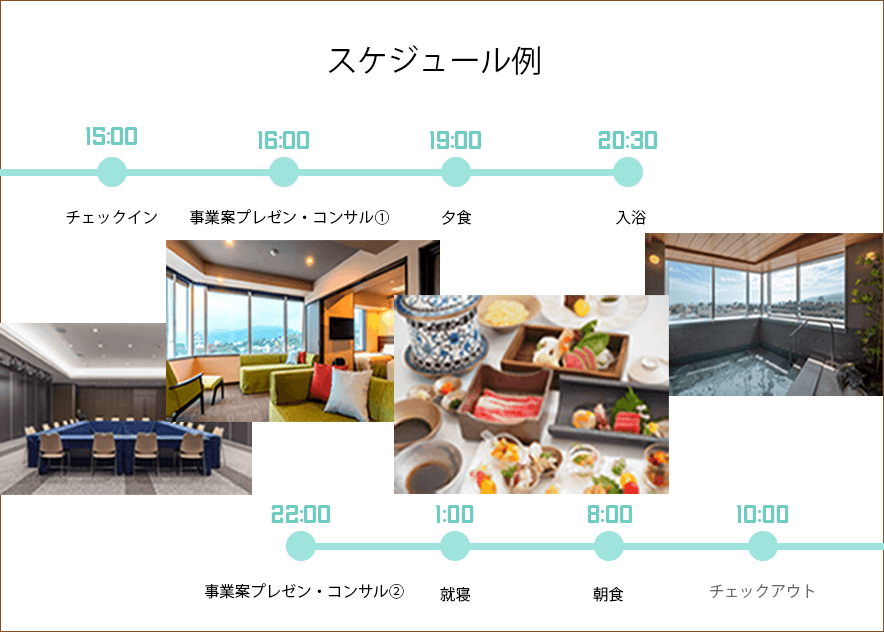 スケジュール例
15:00
16:00
19:00
20:30
チェックイン
事業案プレゼン・コンサル①
夕食
入浴
22:00
1:00
8:00
10:00
事業案プレゼン・コンサル②
就寝
朝食
チェックアウト